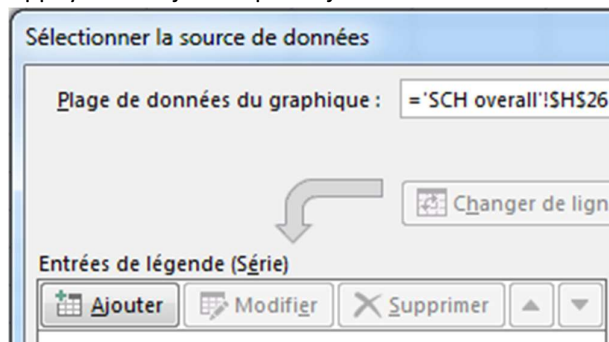 Sélectionner la source de données
Plage de données du graphique : ='SCH overall'!$H$26
Changer de lign
Entrées de légende (Série)
Ajouter Modifier Supprimer